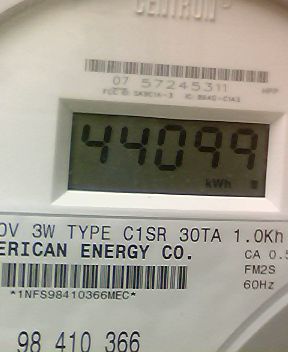 CENTRON®
07 57245311
44099
kWh
0V 3W TYPE C1SR 30TA 1.0Kh
ERICAN ENERGY CO. CA 0.5
FM2S
*1NFS98410366MEC* 60Hz
98 410 366